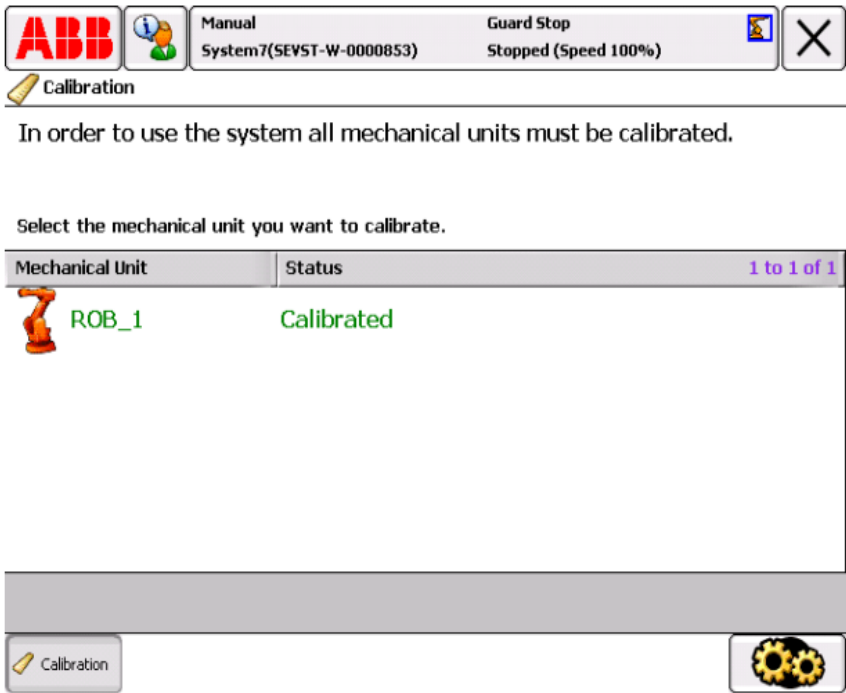 ABB
Manual
System7(SEVST-W-0000853)
Guard Stop
Stopped (Speed 100%)
Calibration
In order to use the system all mechanical units must be calibrated.
Select the mechanical unit you want to calibrate.
Mechanical Unit Status 1 to 1 of 1
ROB_1 Calibrated
Calibration